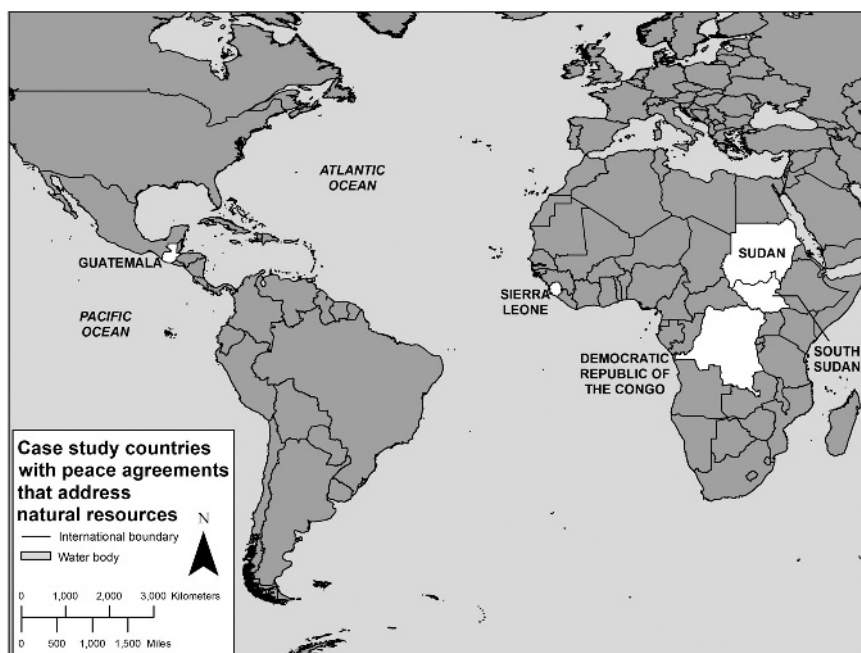 ATLANTIC
OCEAN
GUATEMALA
PACIFIC
OCEAN
SUDAN
SIERRA
LEONE
SOUTH
SUDAN
DEMOCRATIC
REPUBLIC OF
THE CONGO
Case study countries
with peace agreements
that address
natural resources
N
International boundary
Water body
0 1,000 2,000 3,000 Kilometers
0 500 1,000 1,500 Miles